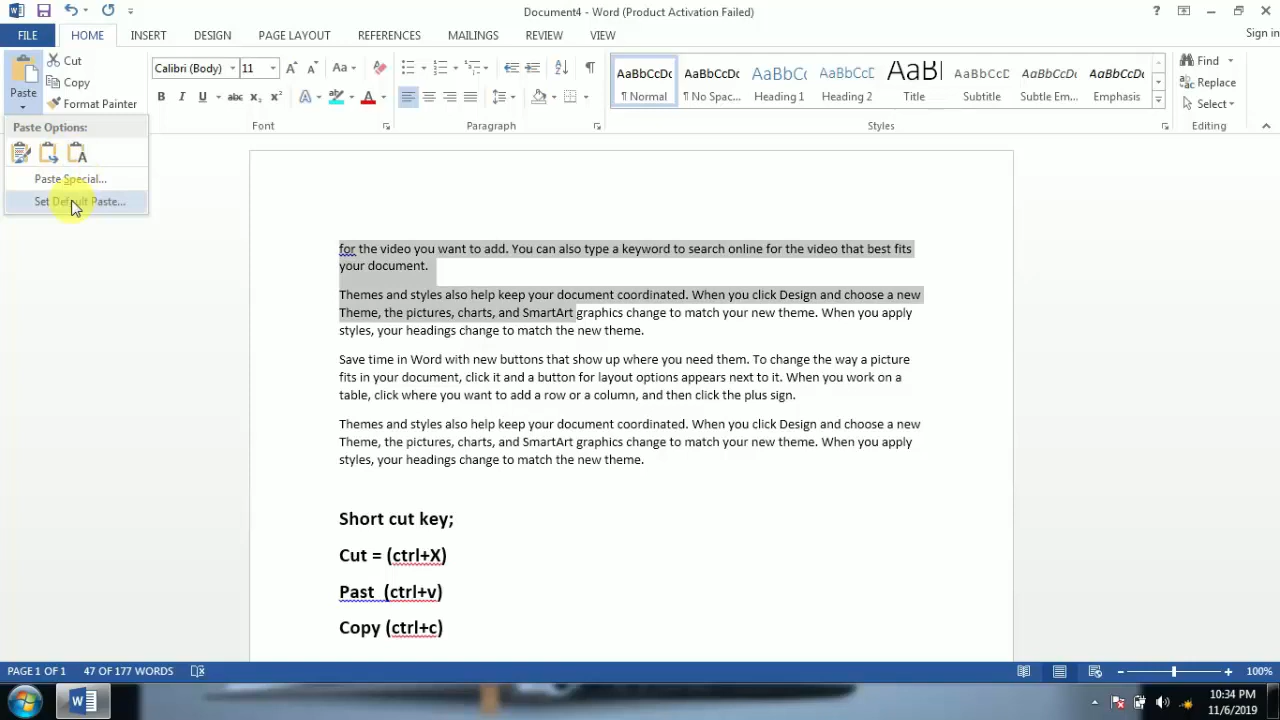 Document4 - Word (Product Activation Failed)
FILE HOME INSERT DESIGN PAGE LAYOUT REFERENCES MAILINGS REVIEW VIEW Sign in
Paste
Cut
Copy
Format Painter
Calibri (Body) 11
Font
Paragraph
AaBbCcDc AaBbCcDc AaBbCc AaBbCcC AaBl AaBbCcD AaBbCcDc AaBbCcDc
¶ Normal ¶ No Spac... Heading 1 Heading 2 Title Subtitle Subtle Em... Emphasis
Styles
Find
Replace
Select
Editing
Paste Options:
Paste Special...
Set Default Paste...
for the video you want to add. You can also type a keyword to search online for the video that best fits
your document.
Themes and styles also help keep your document coordinated. When you click Design and choose a new
Theme, the pictures, charts, and SmartArt graphics change to match your new theme. When you apply
styles, your headings change to match the new theme.
Save time in Word with new buttons that show up where you need them. To change the way a picture
fits in your document, click it and a button for layout options appears next to it. When you work on a
table, click where you want to add a row or a column, and then click the plus sign.
Themes and styles also help keep your document coordinated. When you click Design and choose a new
Theme, the pictures, charts, and SmartArt graphics change to match your new theme. When you apply
styles, your headings change to match the new theme.
Short cut key;
Cut = (ctrl+X)
Past (ctrl+v)
Copy (ctrl+c)
PAGE 1 OF 1 47 OF 177 WORDS 100%
10:34 PM
11/6/2019